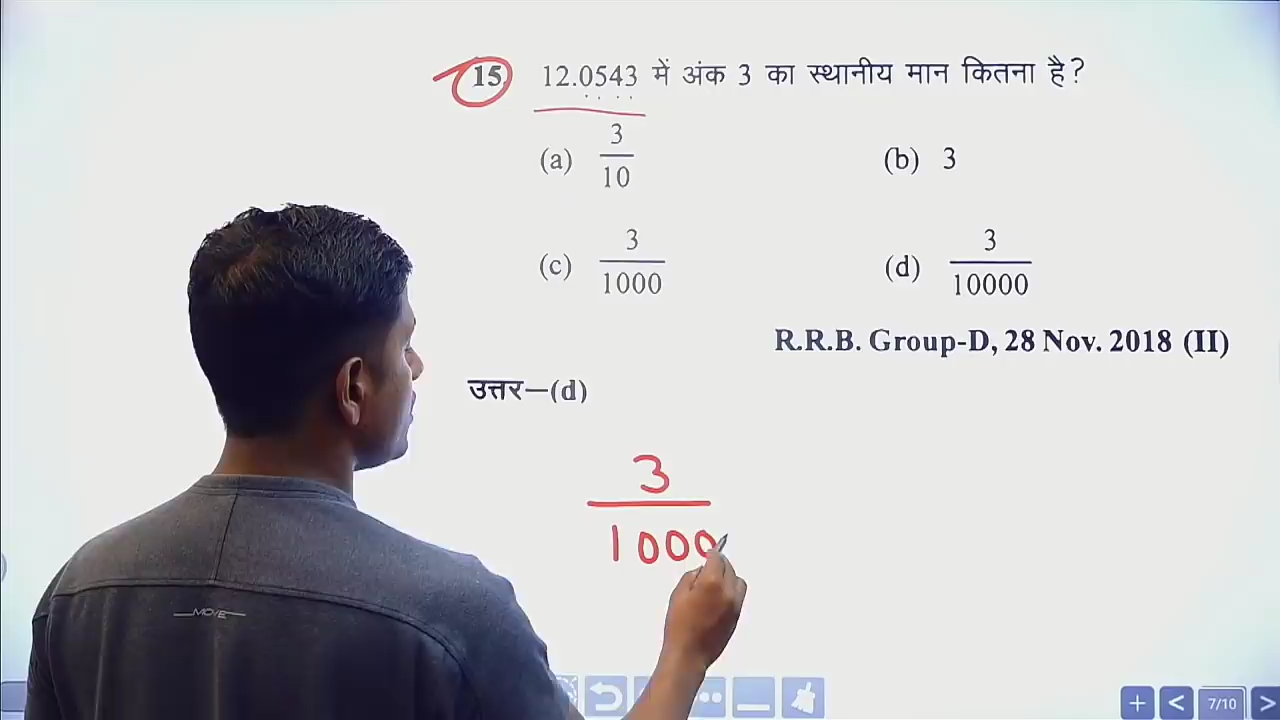 15. 12.0543 में अंक 3 का स्थानीय मान कितना है?
(a) 3/10 (b) 3
(c) 3/1000 (d) 3/10000
R.R.B. Group-D, 28 Nov. 2018 (II)
उत्तर–(d)
3
1000
MOVE
7/10